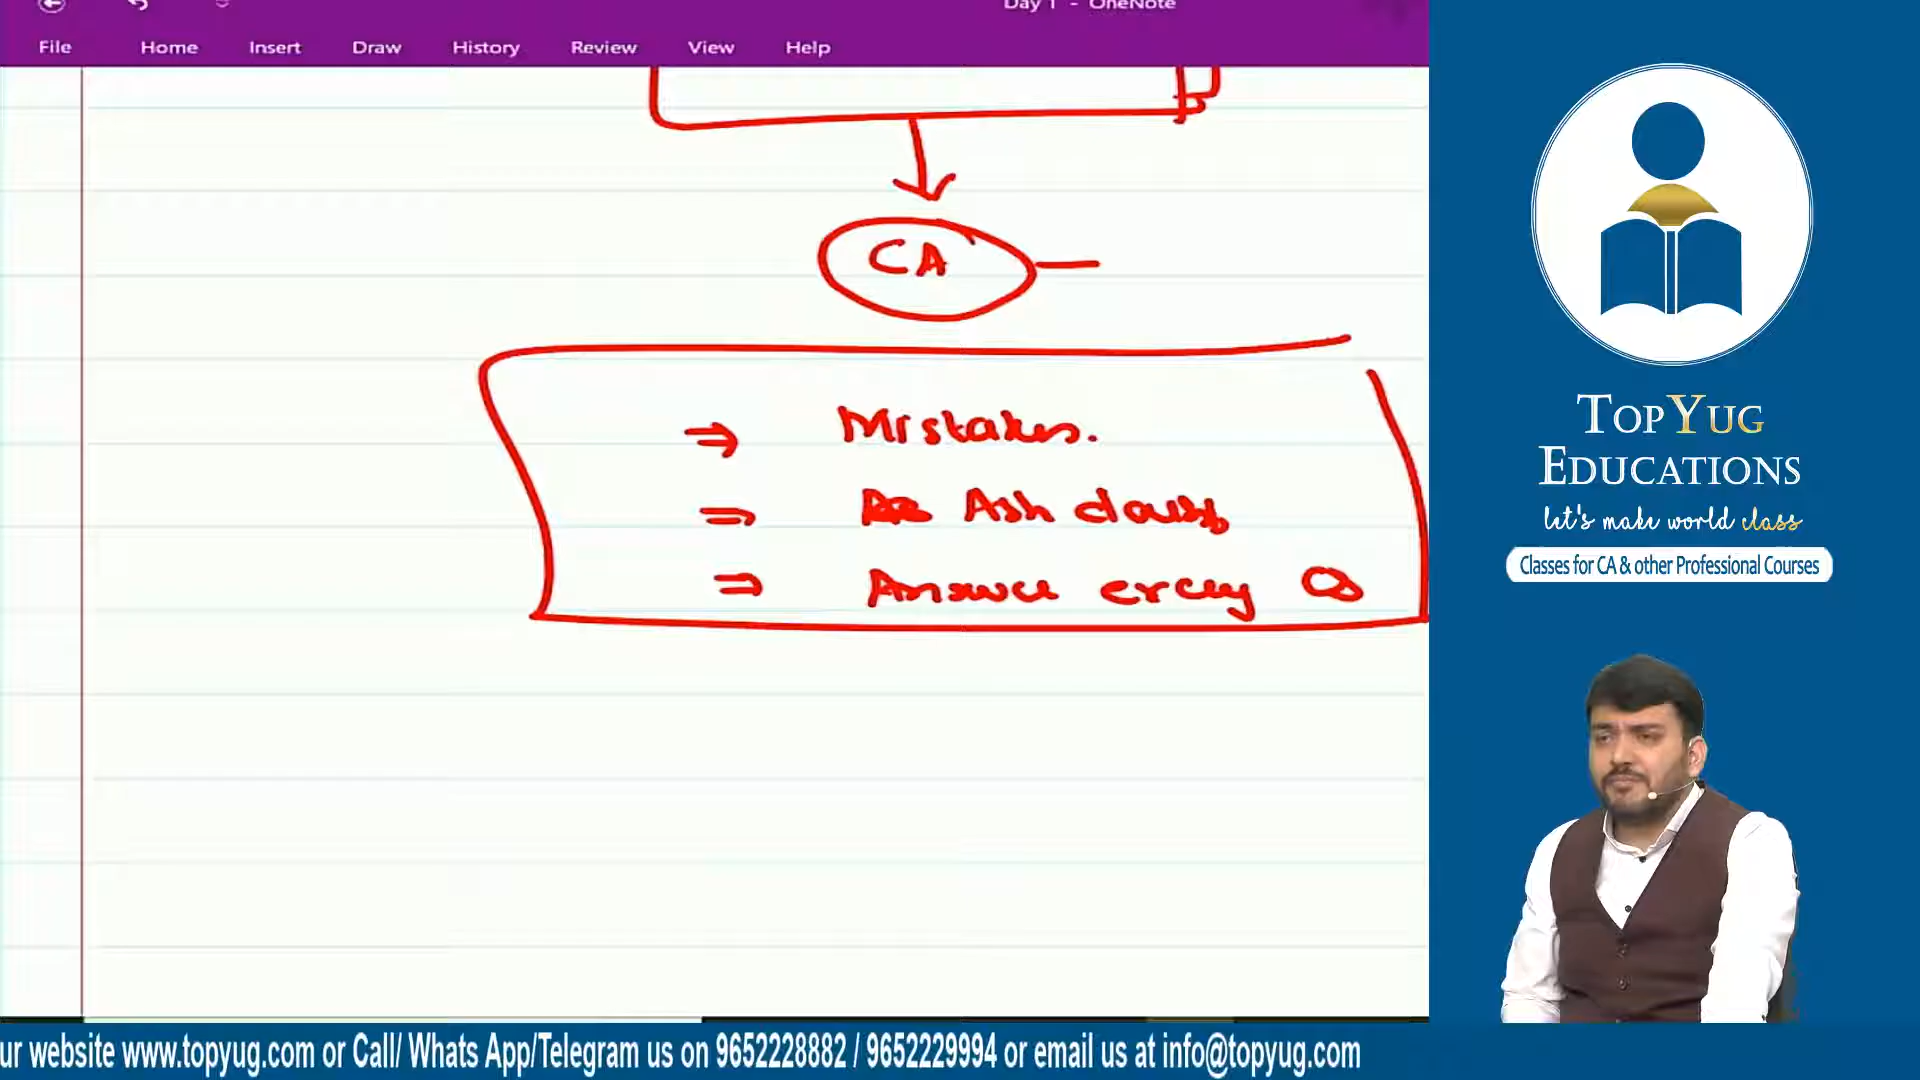 Day 1 - OneNote
File Home Insert Draw History Review View Help
CA
⇒ Mistakes.
⇒ Ask doubts
⇒ Answer every Q
TOPYUG
EDUCATIONS
let's make world class
Classes for CA & other Professional Courses
ur website www.topyug.com or Call/ Whats App/Telegram us on 9652228882 / 9652229994 or email us at info@topyug.com